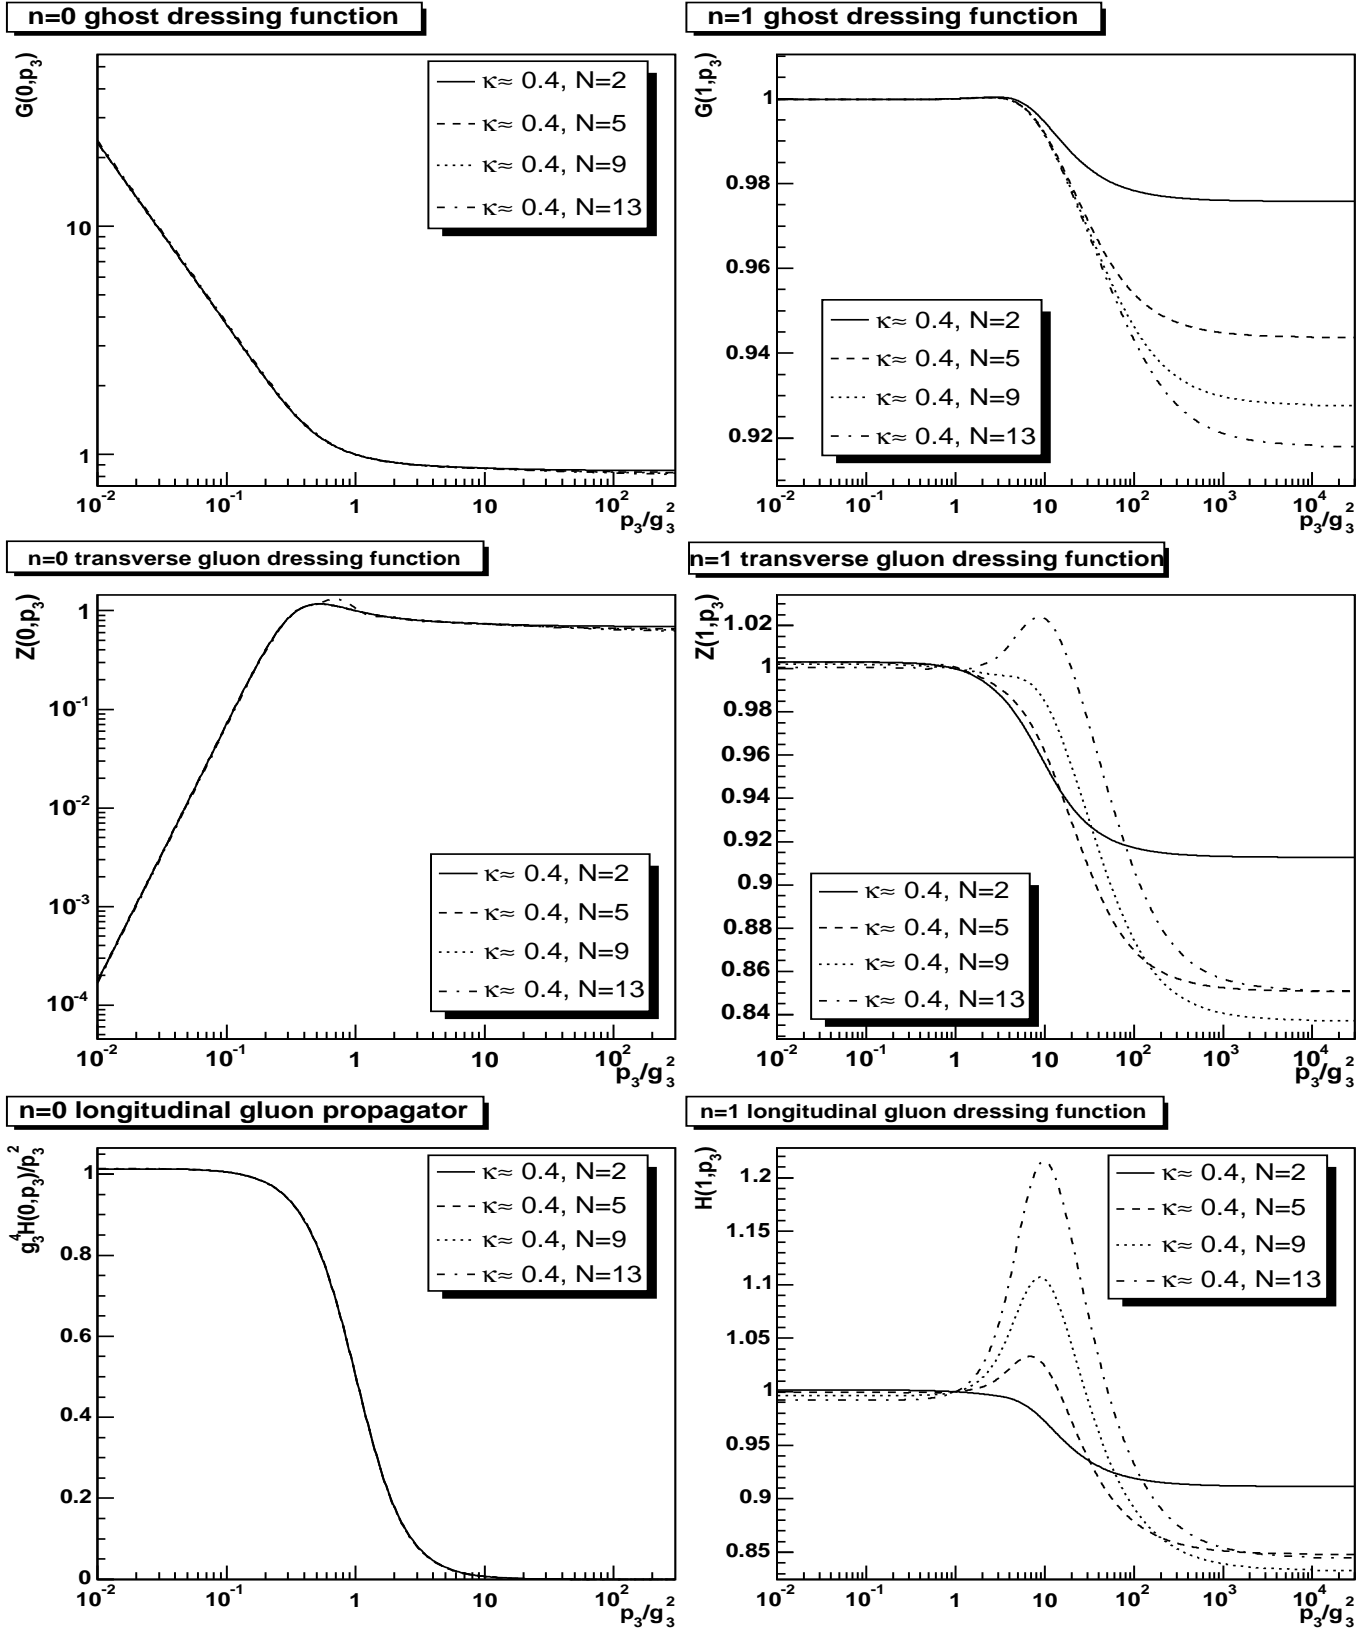 n=0 ghost dressing function
G(0,p₃)
10
1
κ≈ 0.4, N=2
κ≈ 0.4, N=5
κ≈ 0.4, N=9
κ≈ 0.4, N=13
10⁻² 10⁻¹ 1 10 10²
p₃/g₃²
n=1 ghost dressing function
G(1,p₃)
1
0.98
0.96
0.94
0.92
κ≈ 0.4, N=2
κ≈ 0.4, N=5
κ≈ 0.4, N=9
κ≈ 0.4, N=13
10⁻² 10⁻¹ 1 10 10² 10³ 10⁴
p₃/g₃²
n=0 transverse gluon dressing function
Z(0,p₃)
1
10⁻¹
10⁻²
10⁻³
10⁻⁴
κ≈ 0.4, N=2
κ≈ 0.4, N=5
κ≈ 0.4, N=9
κ≈ 0.4, N=13
10⁻² 10⁻¹ 1 10 10²
p₃/g₃²
n=1 transverse gluon dressing function
Z(1,p₃)
1.02
1
0.98
0.96
0.94
0.92
0.9
0.88
0.86
0.84
κ≈ 0.4, N=2
κ≈ 0.4, N=5
κ≈ 0.4, N=9
κ≈ 0.4, N=13
10⁻² 10⁻¹ 1 10 10² 10³ 10⁴
p₃/g₃²
n=0 longitudinal gluon propagator
g₃⁴H(0,p₃)/p₃²
1
0.8
0.6
0.4
0.2
0
κ≈ 0.4, N=2
κ≈ 0.4, N=5
κ≈ 0.4, N=9
κ≈ 0.4, N=13
10⁻² 10⁻¹ 1 10 10²
p₃/g₃²
n=1 longitudinal gluon dressing function
H(1,p₃)
1.2
1.15
1.1
1.05
1
0.95
0.9
0.85
κ≈ 0.4, N=2
κ≈ 0.4, N=5
κ≈ 0.4, N=9
κ≈ 0.4, N=13
10⁻² 10⁻¹ 1 10 10² 10³ 10⁴
p₃/g₃²